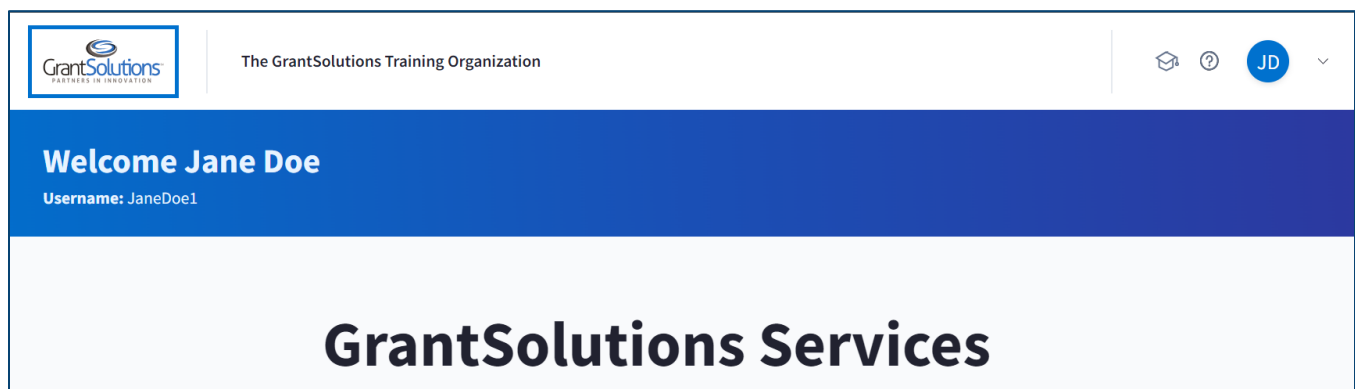 GrantSolutions
PARTNERS IN INNOVATION
The GrantSolutions Training Organization
JD
Welcome Jane Doe
Username: JaneDoe1
GrantSolutions Services